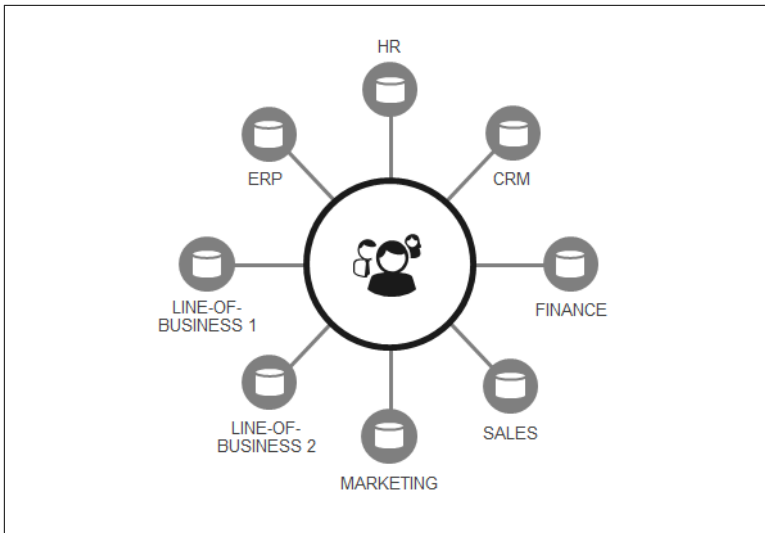 HR
ERP
CRM
LINE-OF-
BUSINESS 1
FINANCE
LINE-OF-
BUSINESS 2
SALES
MARKETING